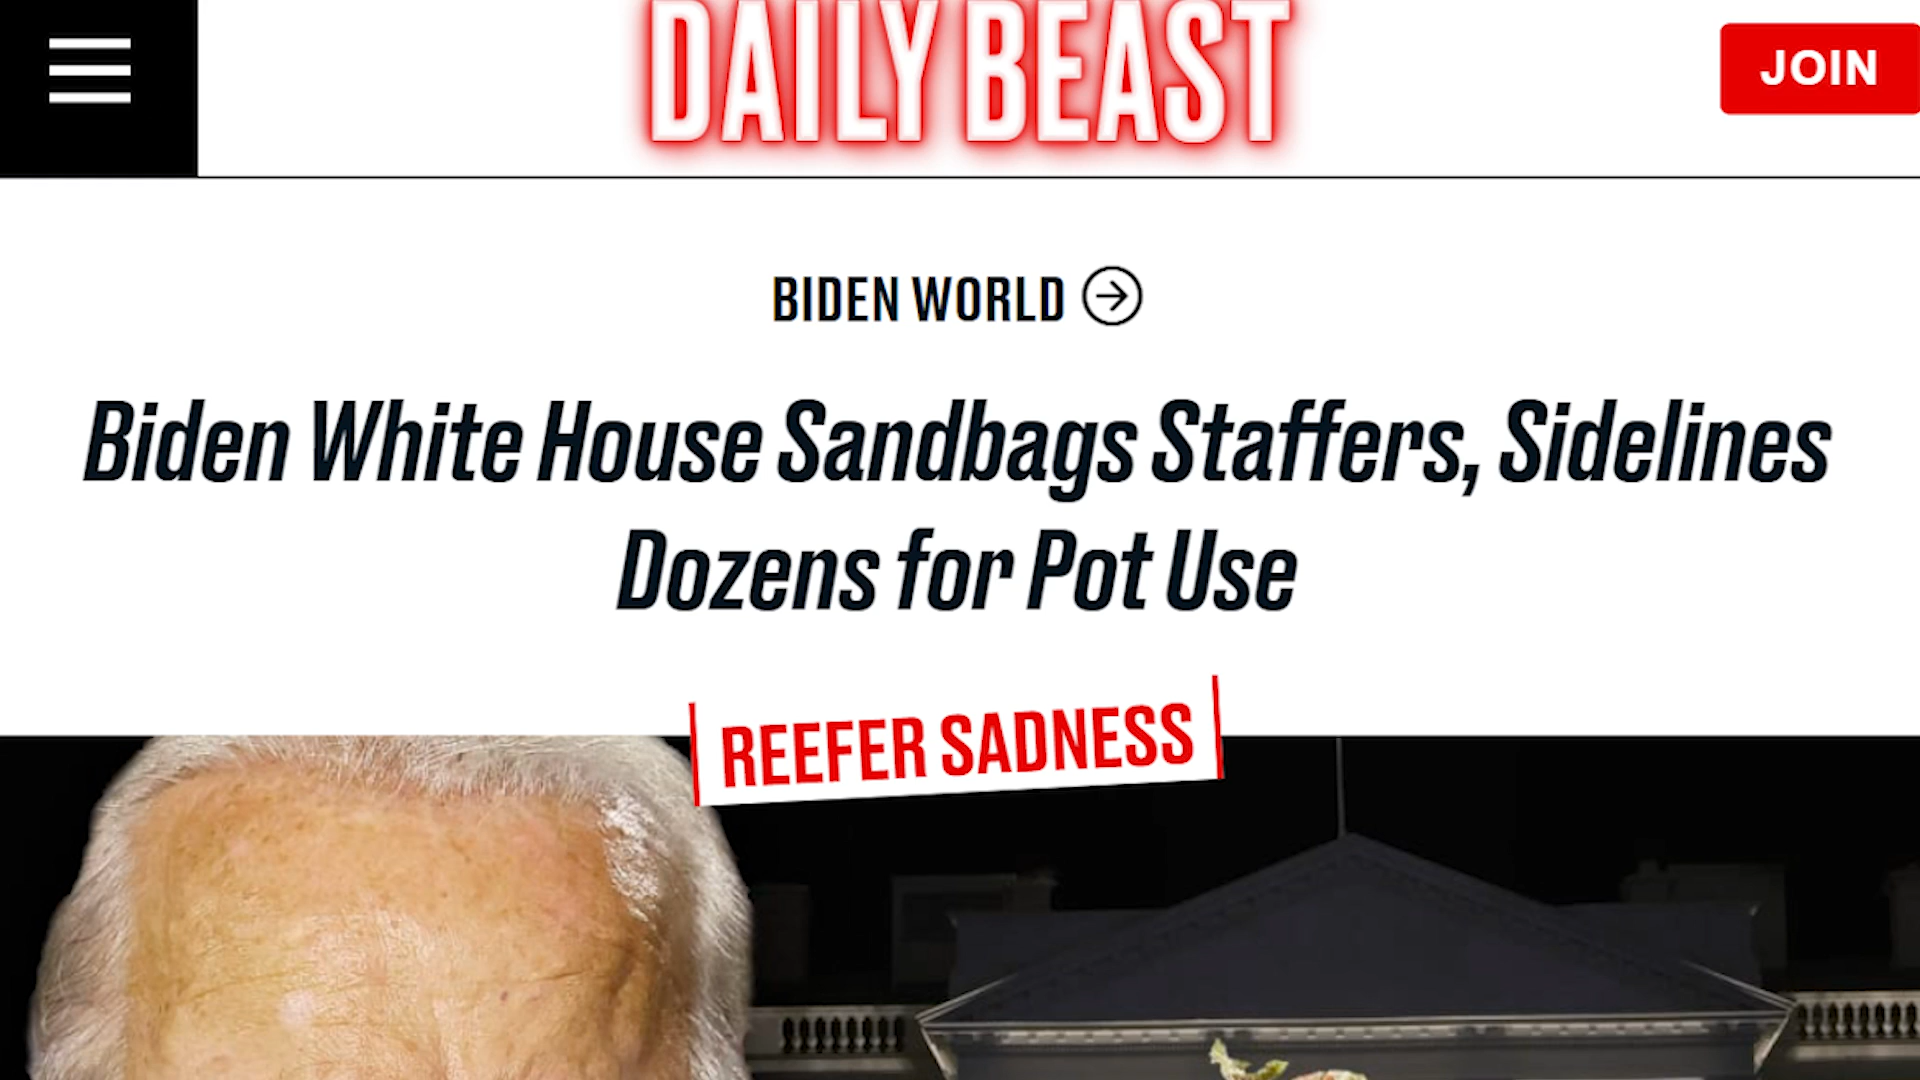 DAILY BEAST
JOIN
BIDEN WORLD
Biden White House Sandbags Staffers, Sidelines
Dozens for Pot Use
REEFER SADNESS